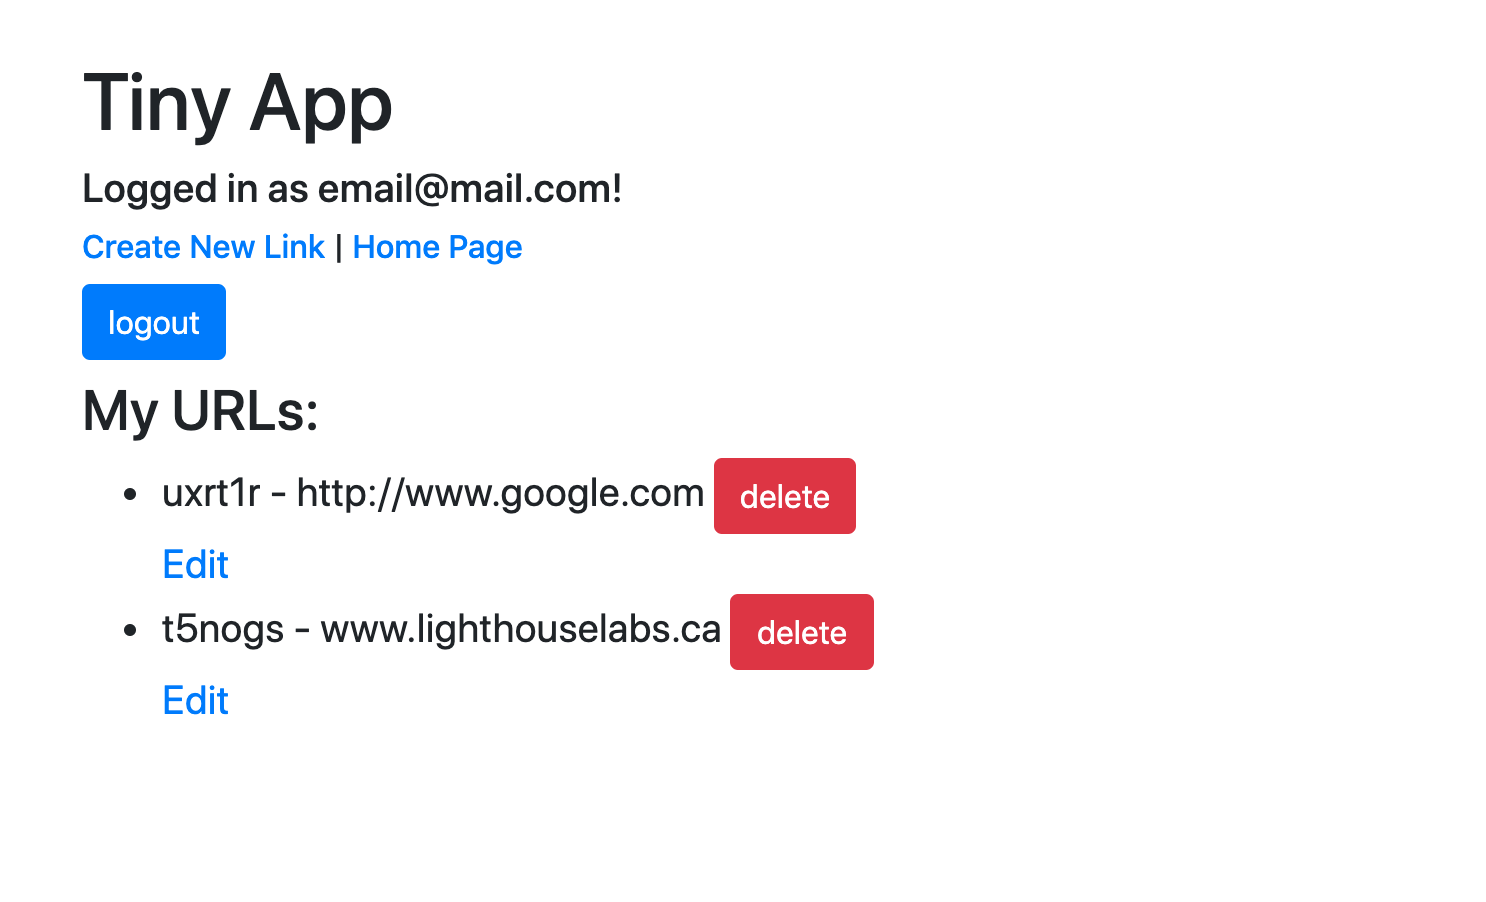 Tiny App
Logged in as email@mail.com!
Create New Link | Home Page
logout
My URLs:
uxrt1r - http://www.google.com delete
Edit
t5nogs - www.lighthouselabs.ca delete
Edit